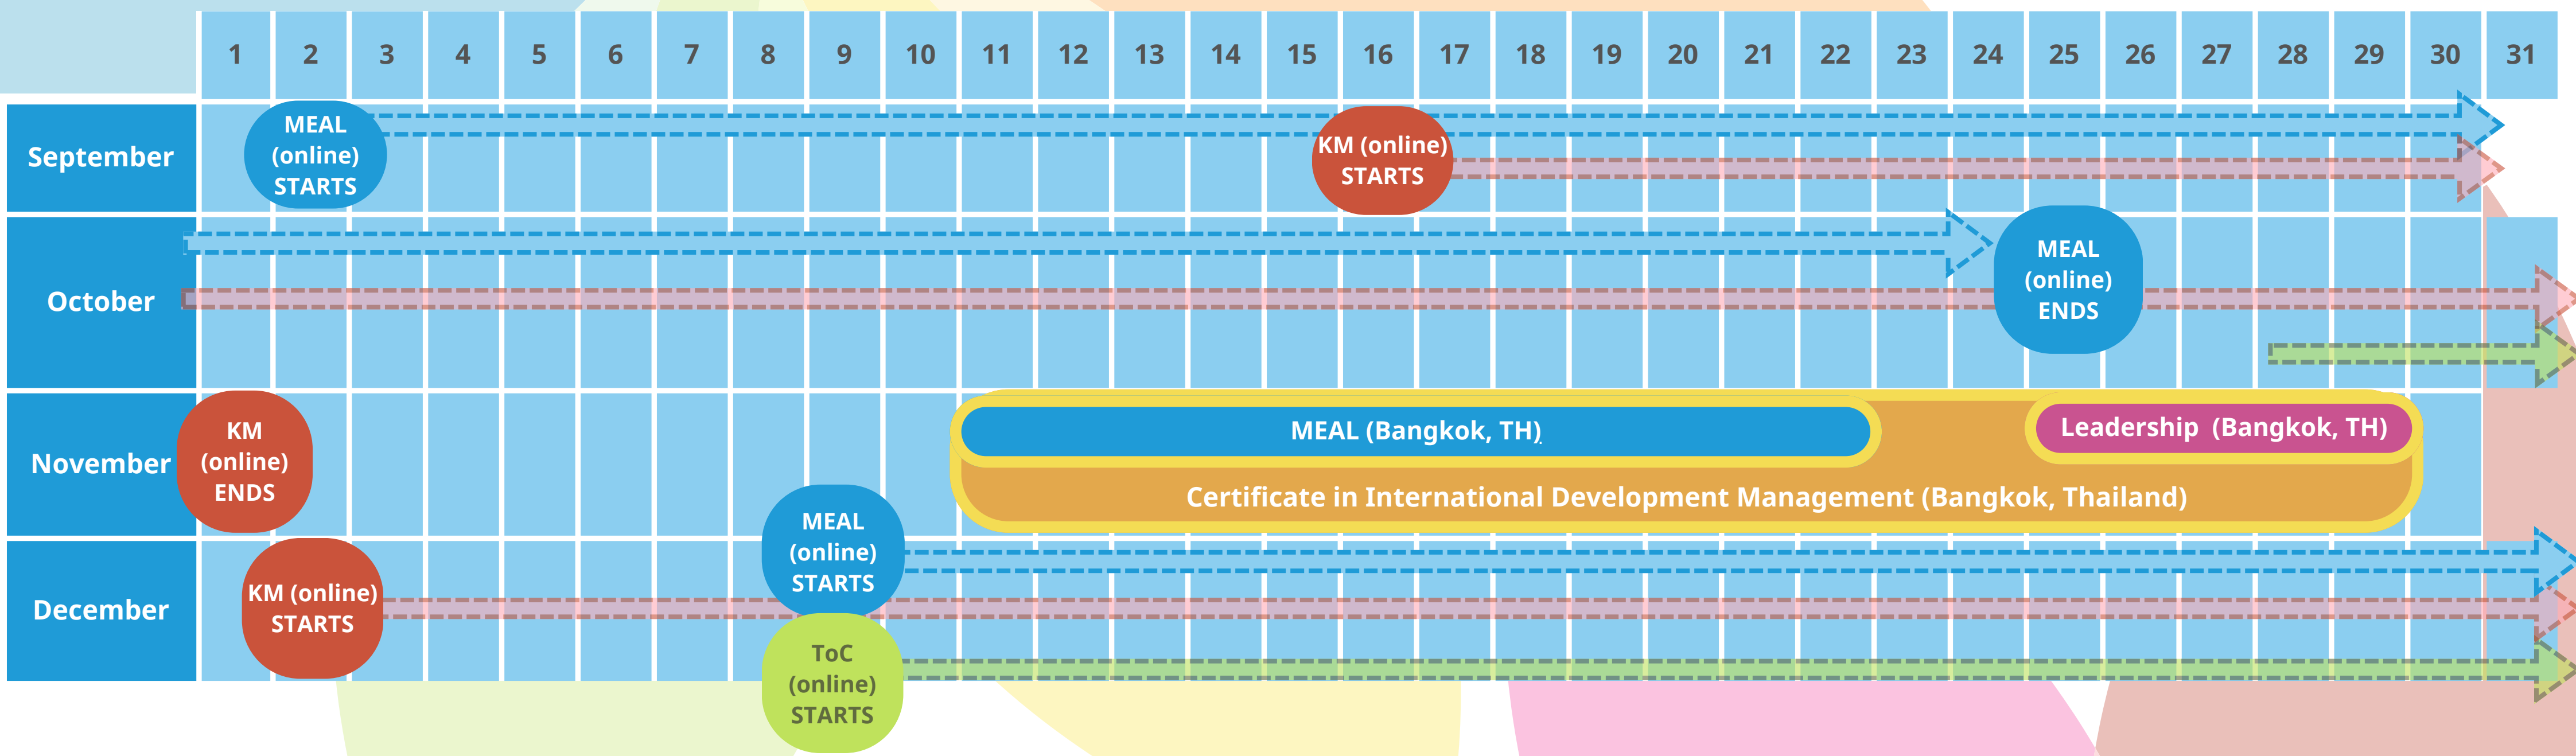 1 2 3 4 5 6 7 8 9 10 11 12 13 14 15 16 17 18 19 20 21 22 23 24 25 26 27 28 29 30 31
September
MEAL
(online)
STARTS
KM (online)
STARTS
October
MEAL
(online)
ENDS
November
KM
(online)
ENDS
MEAL (Bangkok, TH)
Leadership (Bangkok, TH)
Certificate in International Development Management (Bangkok, Thailand)
December
KM (online)
STARTS
MEAL
(online)
STARTS
ToC
(online)
STARTS